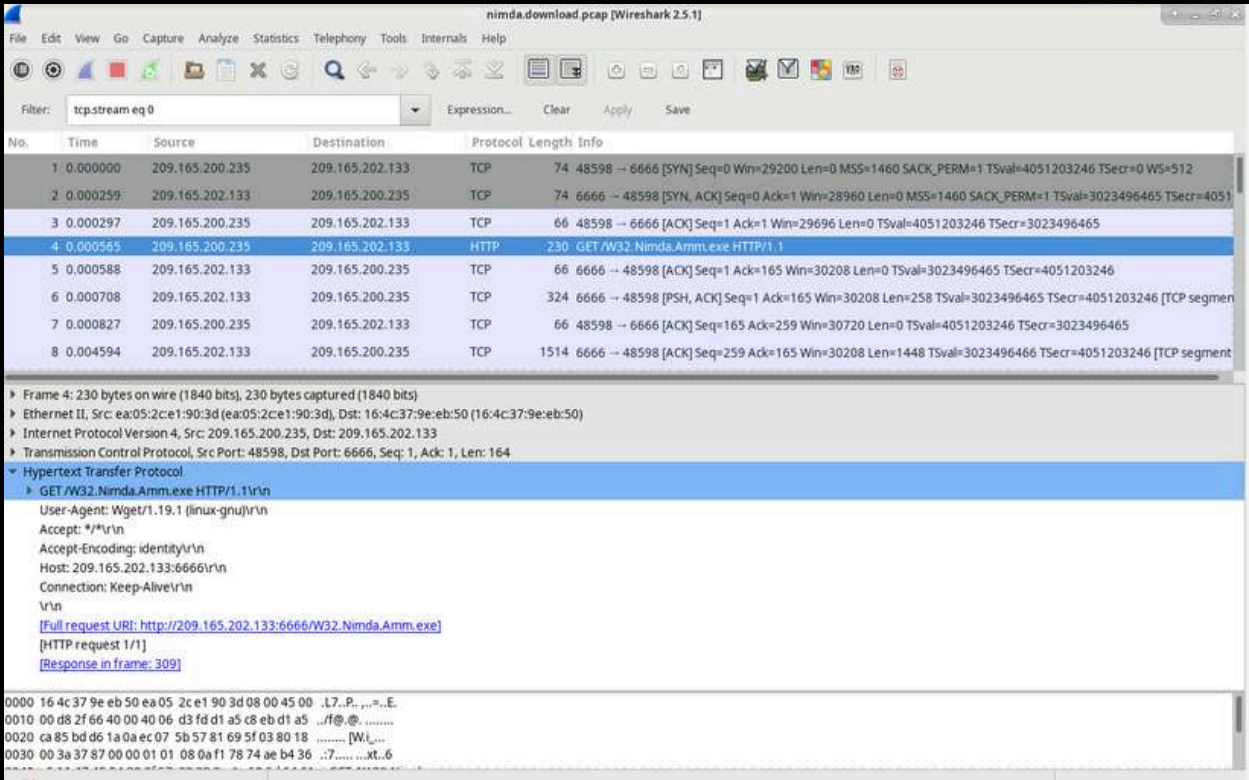 nimda.download.pcap [Wireshark 2.5.1]
File Edit View Go Capture Analyze Statistics Telephony Tools Internals Help
Filter: tcp.stream eq 0 Expression... Clear Apply Save
No. Time Source Destination Protocol Length Info
1 0.000000 209.165.200.235 209.165.202.133 TCP 74 48598 → 6666 [SYN] Seq=0 Win=29200 Len=0 MSS=1460 SACK_PERM=1 TSval=4051203246 TSecr=0 WS=512
2 0.000259 209.165.202.133 209.165.200.235 TCP 74 6666 → 48598 [SYN, ACK] Seq=0 Ack=1 Win=28960 Len=0 MSS=1460 SACK_PERM=1 TSval=3023496465 TSecr=4051
3 0.000297 209.165.200.235 209.165.202.133 TCP 66 48598 → 6666 [ACK] Seq=1 Ack=1 Win=29696 Len=0 TSval=4051203246 TSecr=3023496465
4 0.000565 209.165.200.235 209.165.202.133 HTTP 230 GET /W32.Nimda.Amm.exe HTTP/1.1
5 0.000588 209.165.202.133 209.165.200.235 TCP 66 6666 → 48598 [ACK] Seq=1 Ack=165 Win=30208 Len=0 TSval=3023496465 TSecr=4051203246
6 0.000708 209.165.202.133 209.165.200.235 TCP 324 6666 → 48598 [PSH, ACK] Seq=1 Ack=165 Win=30208 Len=258 TSval=3023496465 TSecr=4051203246 [TCP segmen
7 0.000827 209.165.200.235 209.165.202.133 TCP 66 48598 → 6666 [ACK] Seq=165 Ack=259 Win=30720 Len=0 TSval=4051203246 TSecr=3023496465
8 0.004594 209.165.202.133 209.165.200.235 TCP 1514 6666 → 48598 [ACK] Seq=259 Ack=165 Win=30208 Len=1448 TSval=3023496466 TSecr=4051203246 [TCP segment
Frame 4: 230 bytes on wire (1840 bits), 230 bytes captured (1840 bits)
Ethernet II, Src: ea:05:2c:e1:90:3d (ea:05:2c:e1:90:3d), Dst: 16:4c:37:9e:eb:50 (16:4c:37:9e:eb:50)
Internet Protocol Version 4, Src: 209.165.200.235, Dst: 209.165.202.133
Transmission Control Protocol, Src Port: 48598, Dst Port: 6666, Seq: 1, Ack: 1, Len: 164
Hypertext Transfer Protocol
GET /W32.Nimda.Amm.exe HTTP/1.1\r\n
User-Agent: Wget/1.19.1 (linux-gnu)\r\n
Accept: */*\r\n
Accept-Encoding: identity\r\n
Host: 209.165.202.133:6666\r\n
Connection: Keep-Alive\r\n
\r\n
[Full request URI: http://209.165.202.133:6666/W32.Nimda.Amm.exe]
[HTTP request 1/1]
[Response in frame: 309]
0000 16 4c 37 9e eb 50 ea 05 2c e1 90 3d 08 00 45 00 .L7..P.. ,..=..E.
0010 00 d8 2f 66 40 00 40 06 d3 fd d1 a5 c8 eb d1 a5 ../f@.@. ........
0020 ca 85 bd d6 1a 0a ec 07 5b 57 81 69 5f 03 80 18 ........ [W.i_...
0030 00 3a 37 87 00 00 01 01 08 0a f1 78 74 ae b4 36 .:7..... ...xt..6